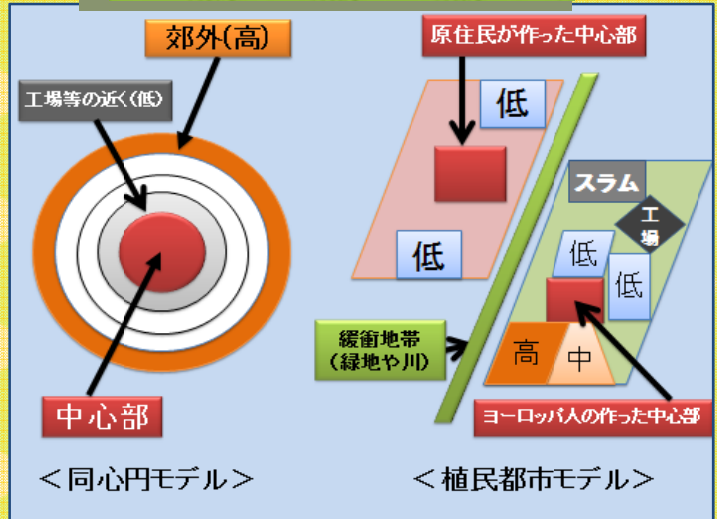 郊外(高)
工場等の近く(低)
中心部
<同心円モデル>
原住民が作った中心部
低
低
スラム
工
場
低
低
高
中
緩衝地帯
(緑地や川)
ヨーロッパ人の作った中心部
<植民都市モデル>